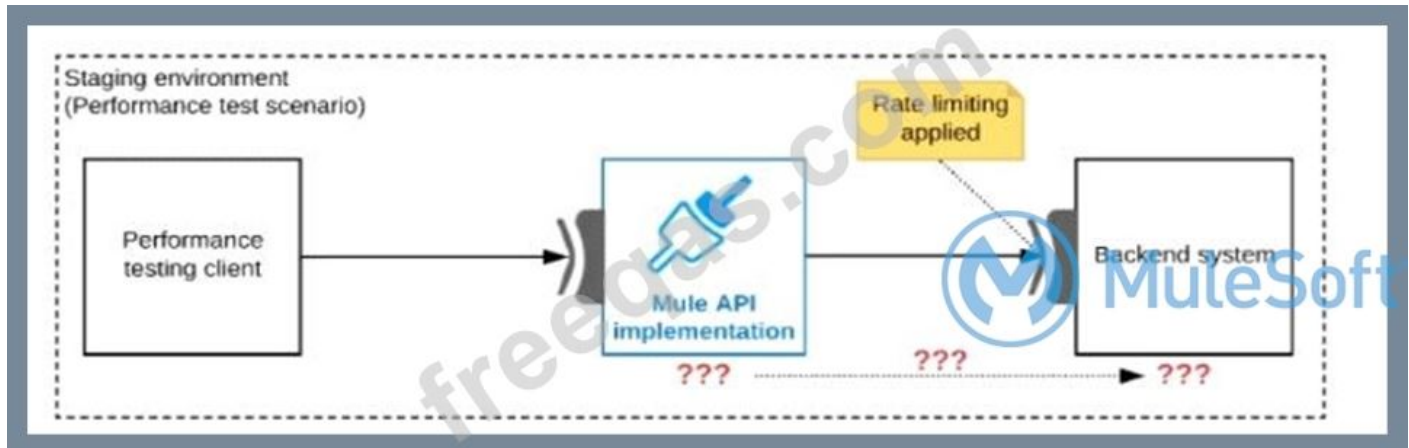 Staging environment
(Performance test scenario)
Rate limiting
applied
Performance
testing client
Mule API
implementation
Backend system
MuleSoft
???
???
???
freeqas.com